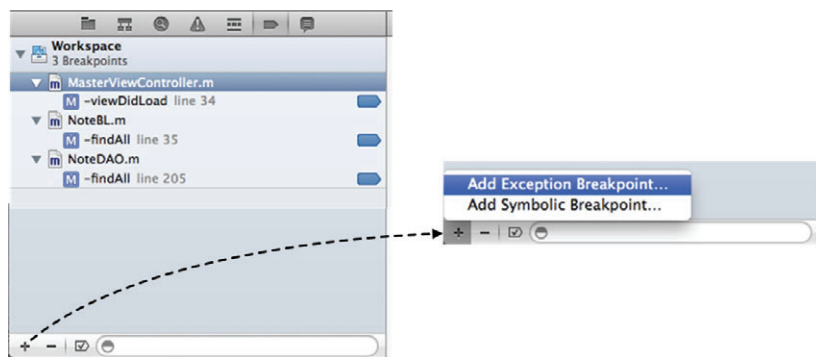 Workspace
3 Breakpoints
m MasterViewController.m
M -viewDidLoad line 34
m NoteBL.m
M -findAll line 35
m NoteDAO.m
M -findAll line 205
Add Exception Breakpoint...
Add Symbolic Breakpoint...